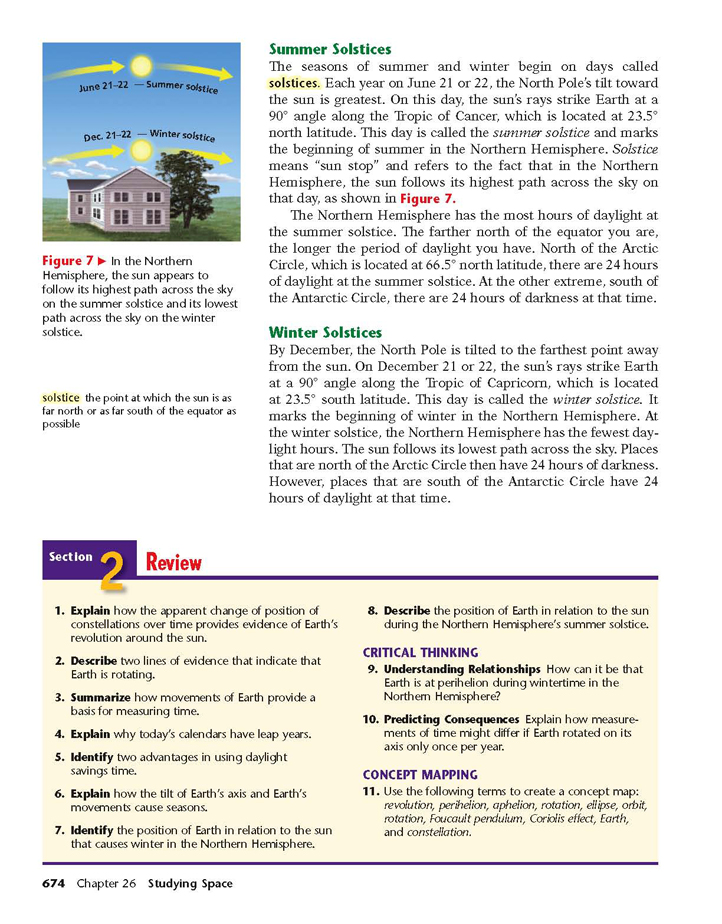 June 21–22 — Summer solstice
Dec. 21–22 — Winter solstice
Figure 7 ► In the Northern
Hemisphere, the sun appears to
follow its highest path across the sky
on the summer solstice and its lowest
path across the sky on the winter
solstice.
solstice the point at which the sun is as
far north or as far south of the equator as
possible
Summer Solstices
The seasons of summer and winter begin on days called
solstices. Each year on June 21 or 22, the North Pole's tilt toward
the sun is greatest. On this day, the sun's rays strike Earth at a
90° angle along the Tropic of Cancer, which is located at 23.5°
north latitude. This day is called the summer solstice and marks
the beginning of summer in the Northern Hemisphere. Solstice
means “sun stop” and refers to the fact that in the Northern
Hemisphere, the sun follows its highest path across the sky on
that day, as shown in Figure 7.
The Northern Hemisphere has the most hours of daylight at
the summer solstice. The farther north of the equator you are,
the longer the period of daylight you have. North of the Arctic
Circle, which is located at 66.5° north latitude, there are 24 hours
of daylight at the summer solstice. At the other extreme, south of
the Antarctic Circle, there are 24 hours of darkness at that time.
Winter Solstices
By December, the North Pole is tilted to the farthest point away
from the sun. On December 21 or 22, the sun's rays strike Earth
at a 90° angle along the Tropic of Capricorn, which is located
at 23.5° south latitude. This day is called the winter solstice. It
marks the beginning of winter in the Northern Hemisphere. At
the winter solstice, the Northern Hemisphere has the fewest day-
light hours. The sun follows its lowest path across the sky. Places
that are north of the Arctic Circle then have 24 hours of darkness.
However, places that are south of the Antarctic Circle have 24
hours of daylight at that time.
Section 2 Review
1. Explain how the apparent change of position of
constellations over time provides evidence of Earth's
revolution around the sun.
2. Describe two lines of evidence that indicate that
Earth is rotating.
3. Summarize how movements of Earth provide a
basis for measuring time.
4. Explain why today's calendars have leap years.
5. Identify two advantages in using daylight
savings time.
6. Explain how the tilt of Earth's axis and Earth's
movements cause seasons.
7. Identify the position of Earth in relation to the sun
that causes winter in the Northern Hemisphere.
8. Describe the position of Earth in relation to the sun
during the Northern Hemisphere's summer solstice.
CRITICAL THINKING
9. Understanding Relationships How can it be that
Earth is at perihelion during wintertime in the
Northern Hemisphere?
10. Predicting Consequences Explain how measure-
ments of time might differ if Earth rotated on its
axis only once per year.
CONCEPT MAPPING
11. Use the following terms to create a concept map:
revolution, perihelion, aphelion, rotation, ellipse, orbit,
rotation, Foucault pendulum, Coriolis effect, Earth,
and constellation.
674 Chapter 26 Studying Space